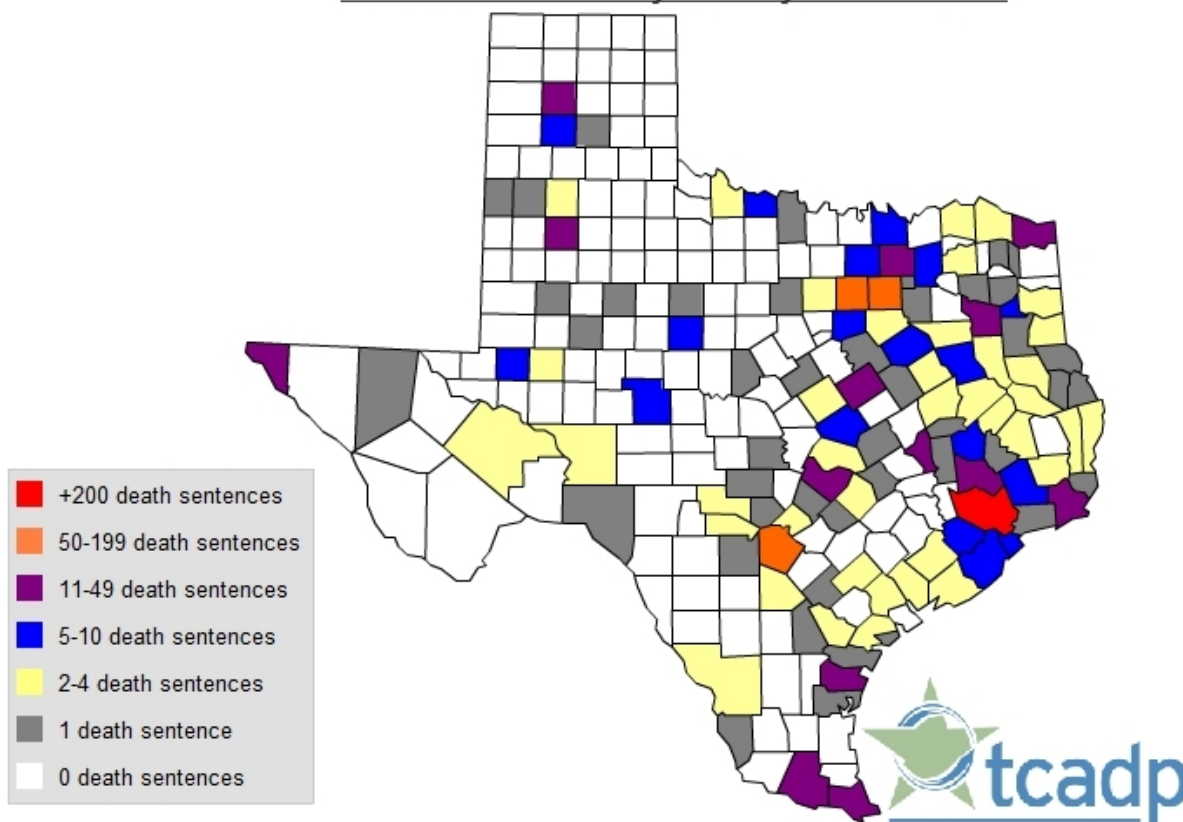 +200 death sentences
50-199 death sentences
11-49 death sentences
5-10 death sentences
2-4 death sentences
1 death sentence
0 death sentences
tcadp